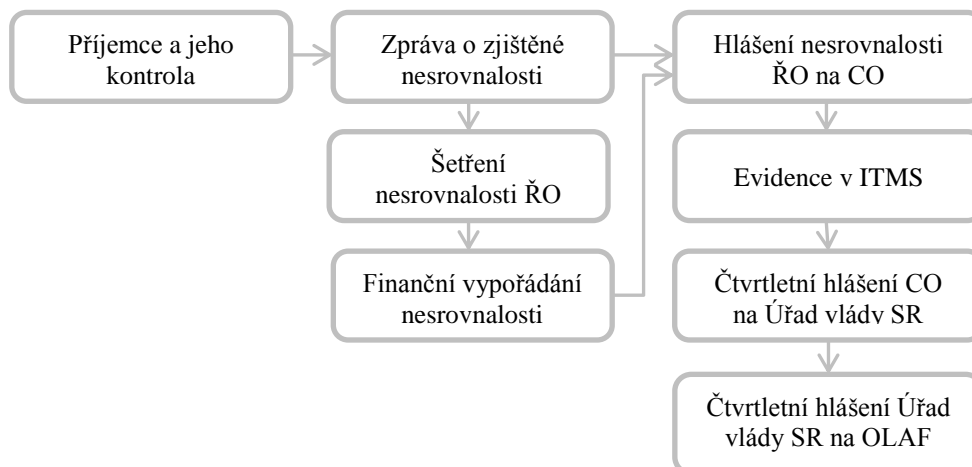 Příjemce a jeho
kontrola
Zpráva o zjištěné
nesrovnalosti
Hlášení nesrovnalosti
ŘO na CO
Šetření
nesrovnalosti ŘO
Evidence v ITMS
Finanční vypořádání
nesrovnalosti
Čtvrtletní hlášení CO
na Úřad vládv SR
Čtvrtletní hlášení Úřad
vlády SR na OLAF